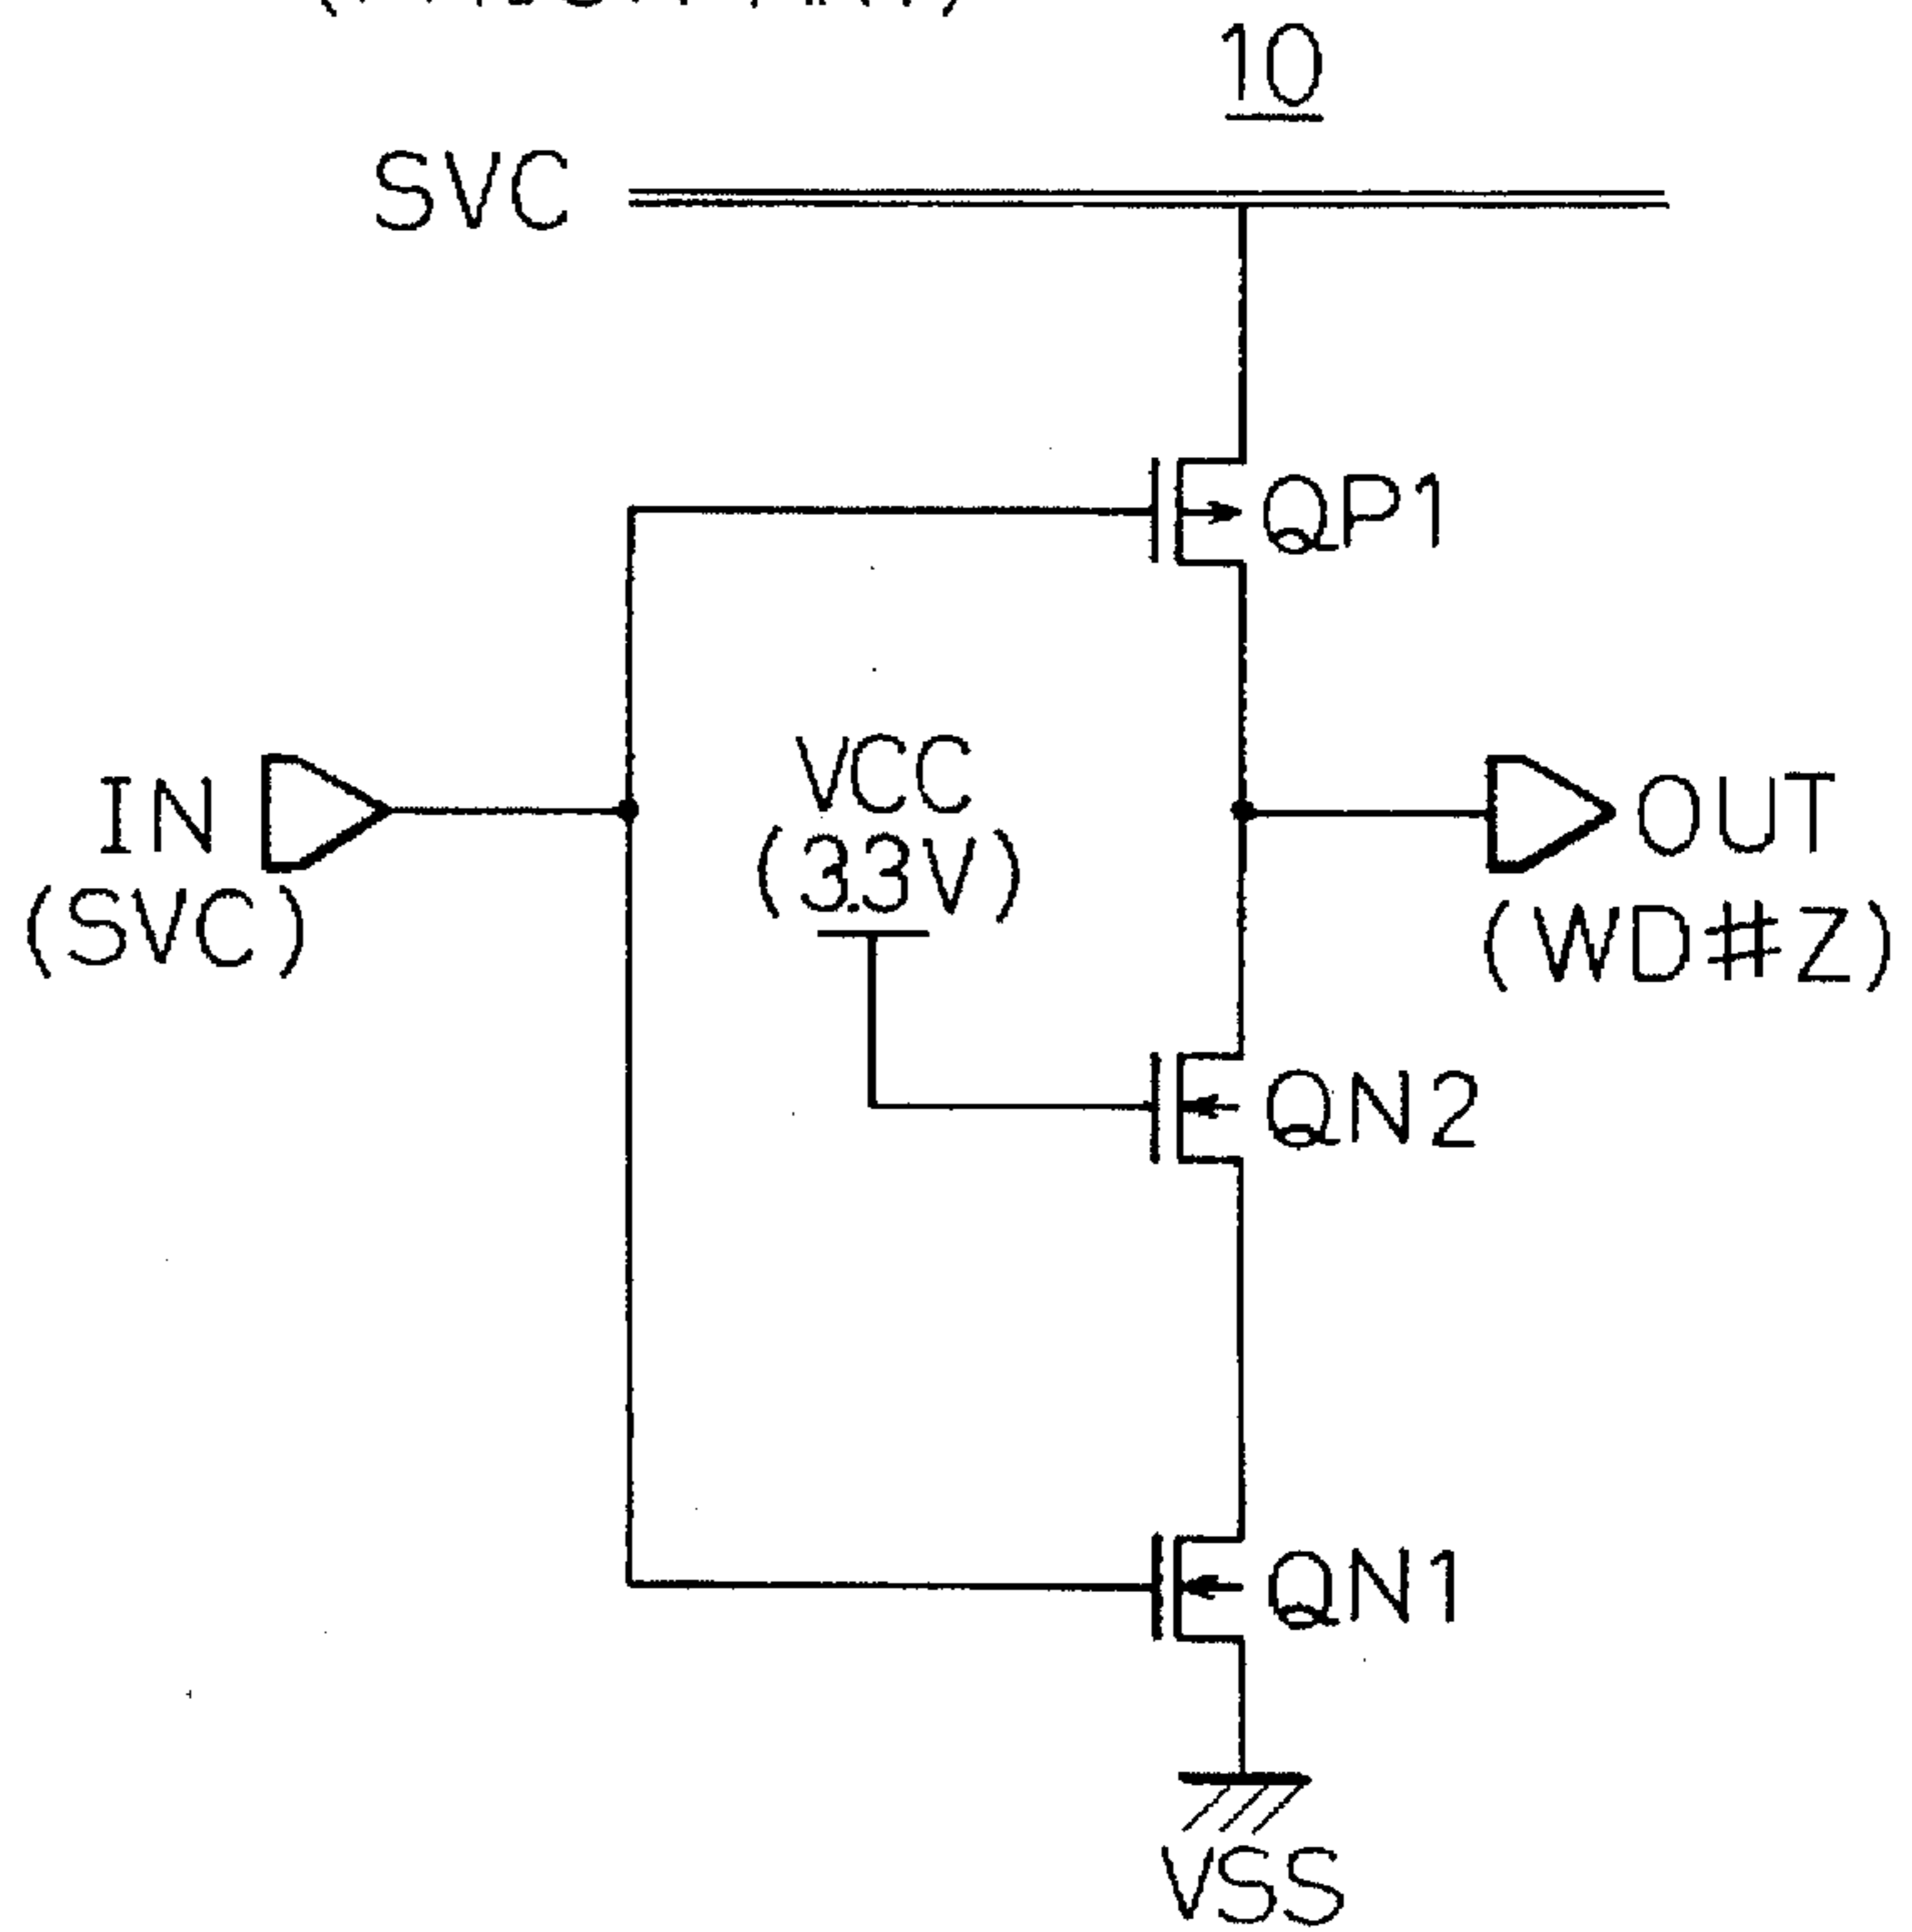 10
SVC
QP1
VCC
(3.3V)
IN
(SVC)
OUT
(WD#Z)
QN2
QN1
VSS